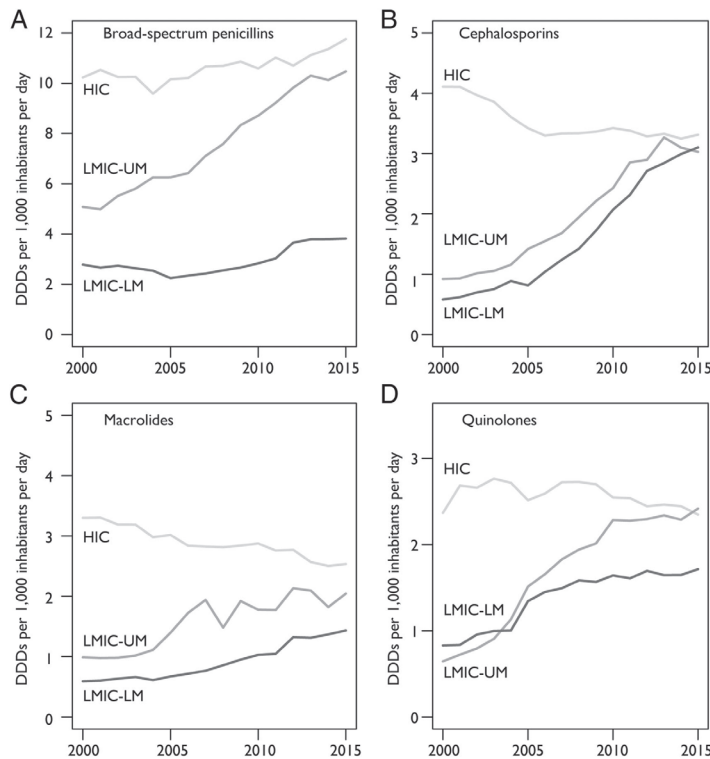 A
Broad-spectrum penicillins
DDDs per 1,000 inhabitants per day
12
10
8
6
4
2
0
HIC
LMIC-UM
LMIC-LM
2000 2005 2010 2015
B
Cephalosporins
DDDs per 1,000 inhabitants per day
5
4
3
2
1
0
HIC
LMIC-UM
LMIC-LM
2000 2005 2010 2015
C
Macrolides
DDDs per 1,000 inhabitants per day
5
4
3
2
1
0
HIC
LMIC-UM
LMIC-LM
2000 2005 2010 2015
D
Quinolones
DDDs per 1,000 inhabitants per day
3
2
1
0
HIC
LMIC-LM
LMIC-UM
2000 2005 2010 2015